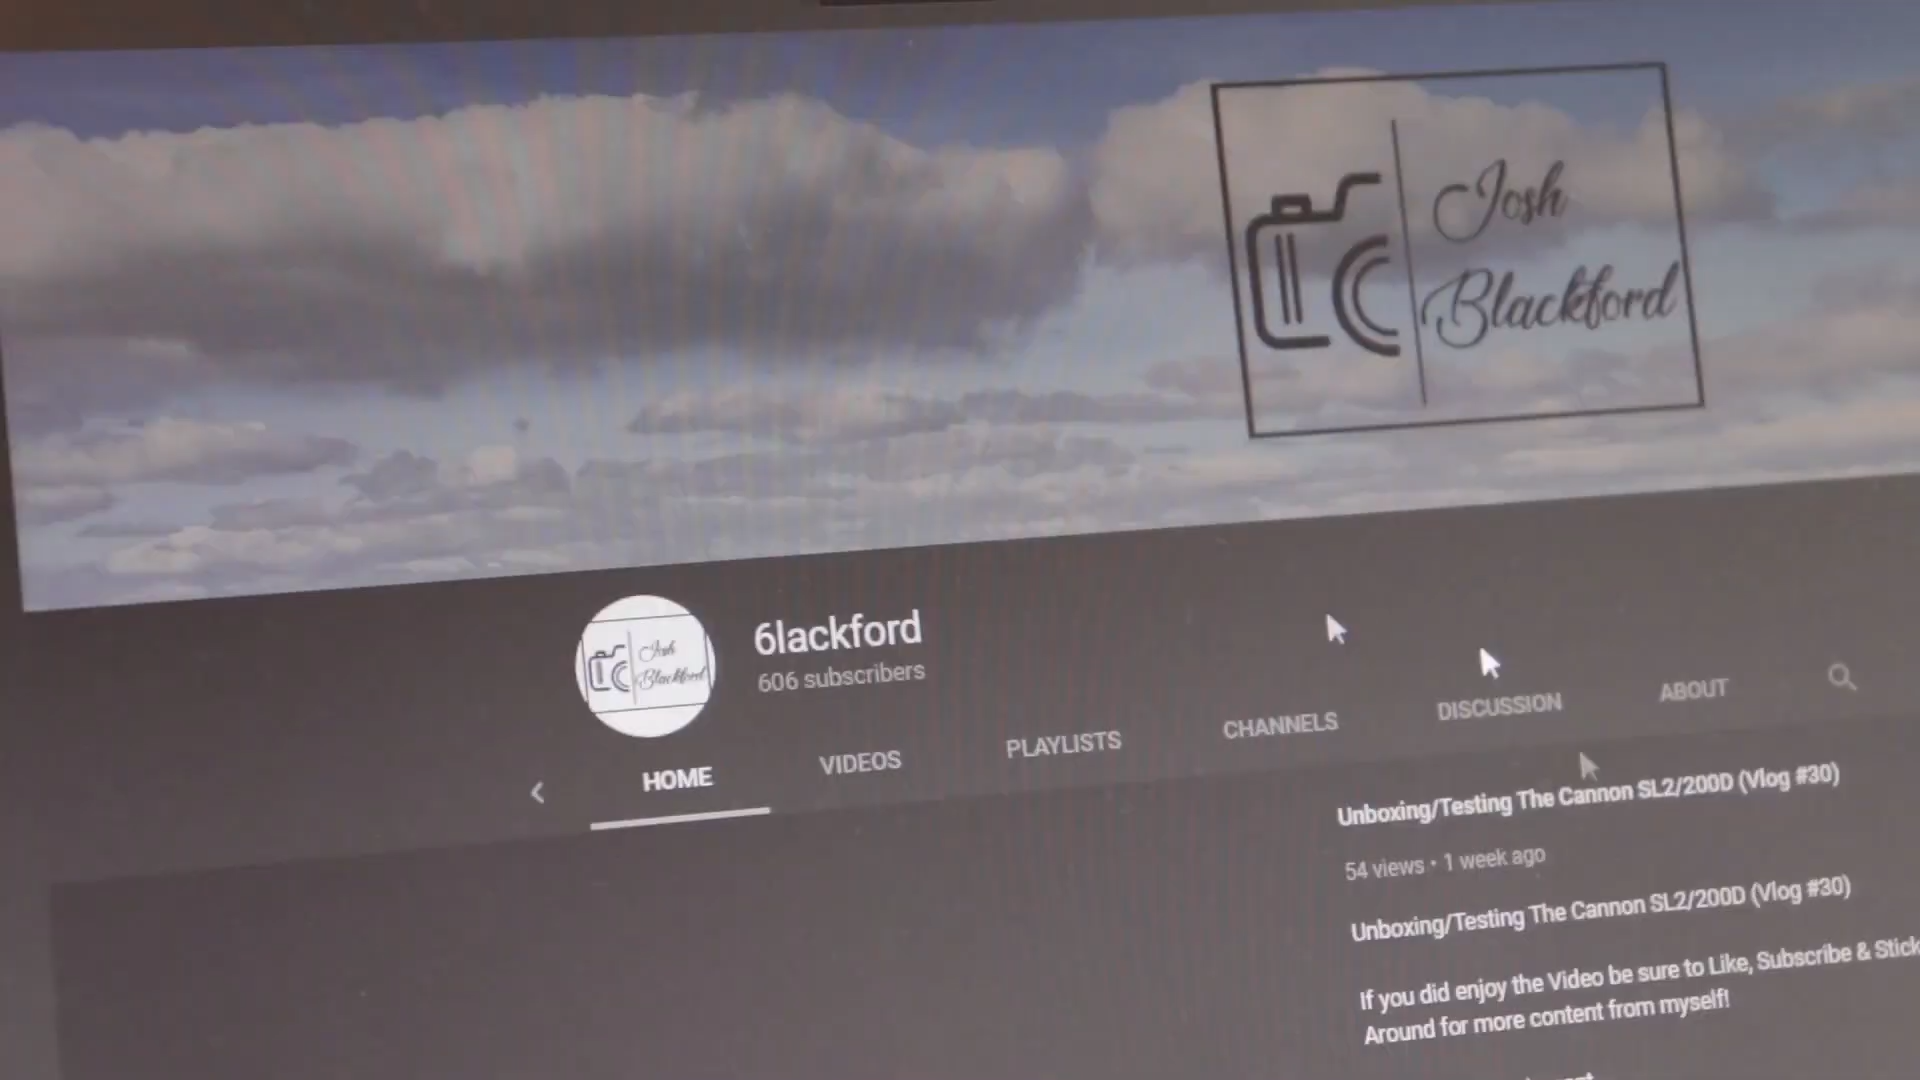 Josh
Blackford
Josh
Blackford
6lackford
606 subscribers
HOME
VIDEOS
PLAYLISTS
CHANNELS
DISCUSSION
ABOUT
Unboxing/Testing The Cannon SL2/200D (Vlog #30)
54 views • 1 week ago
Unboxing/Testing The Cannon SL2/200D (Vlog #30)
If you did enjoy the Video be sure to Like, Subscribe & Stick
Around for more content from myself!